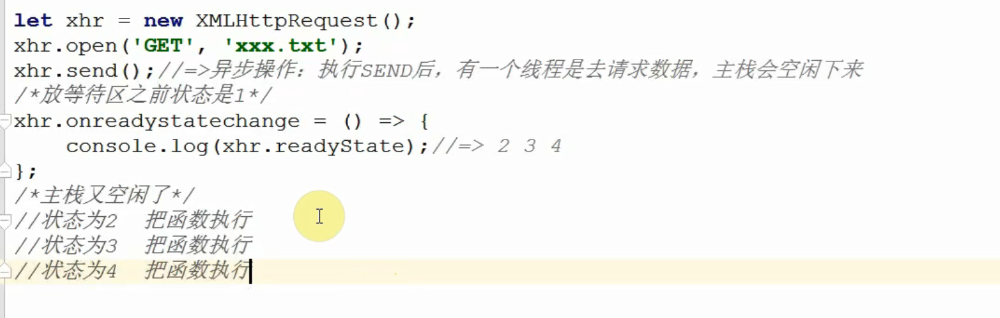 let xhr = new XMLHttpRequest();
xhr.open('GET', 'xxx.txt');
xhr.send();//=>异步操作：执行SEND后，有一个线程是去请求数据，主栈会空闲下来
/*放等待区之前状态是1*/
xhr.onreadystatechange = () => {
    console.log(xhr.readyState);//=> 2 3 4
};
/*主栈又空闲了*/
//状态为2  把函数执行
//状态为3  把函数执行
//状态为4  把函数执行